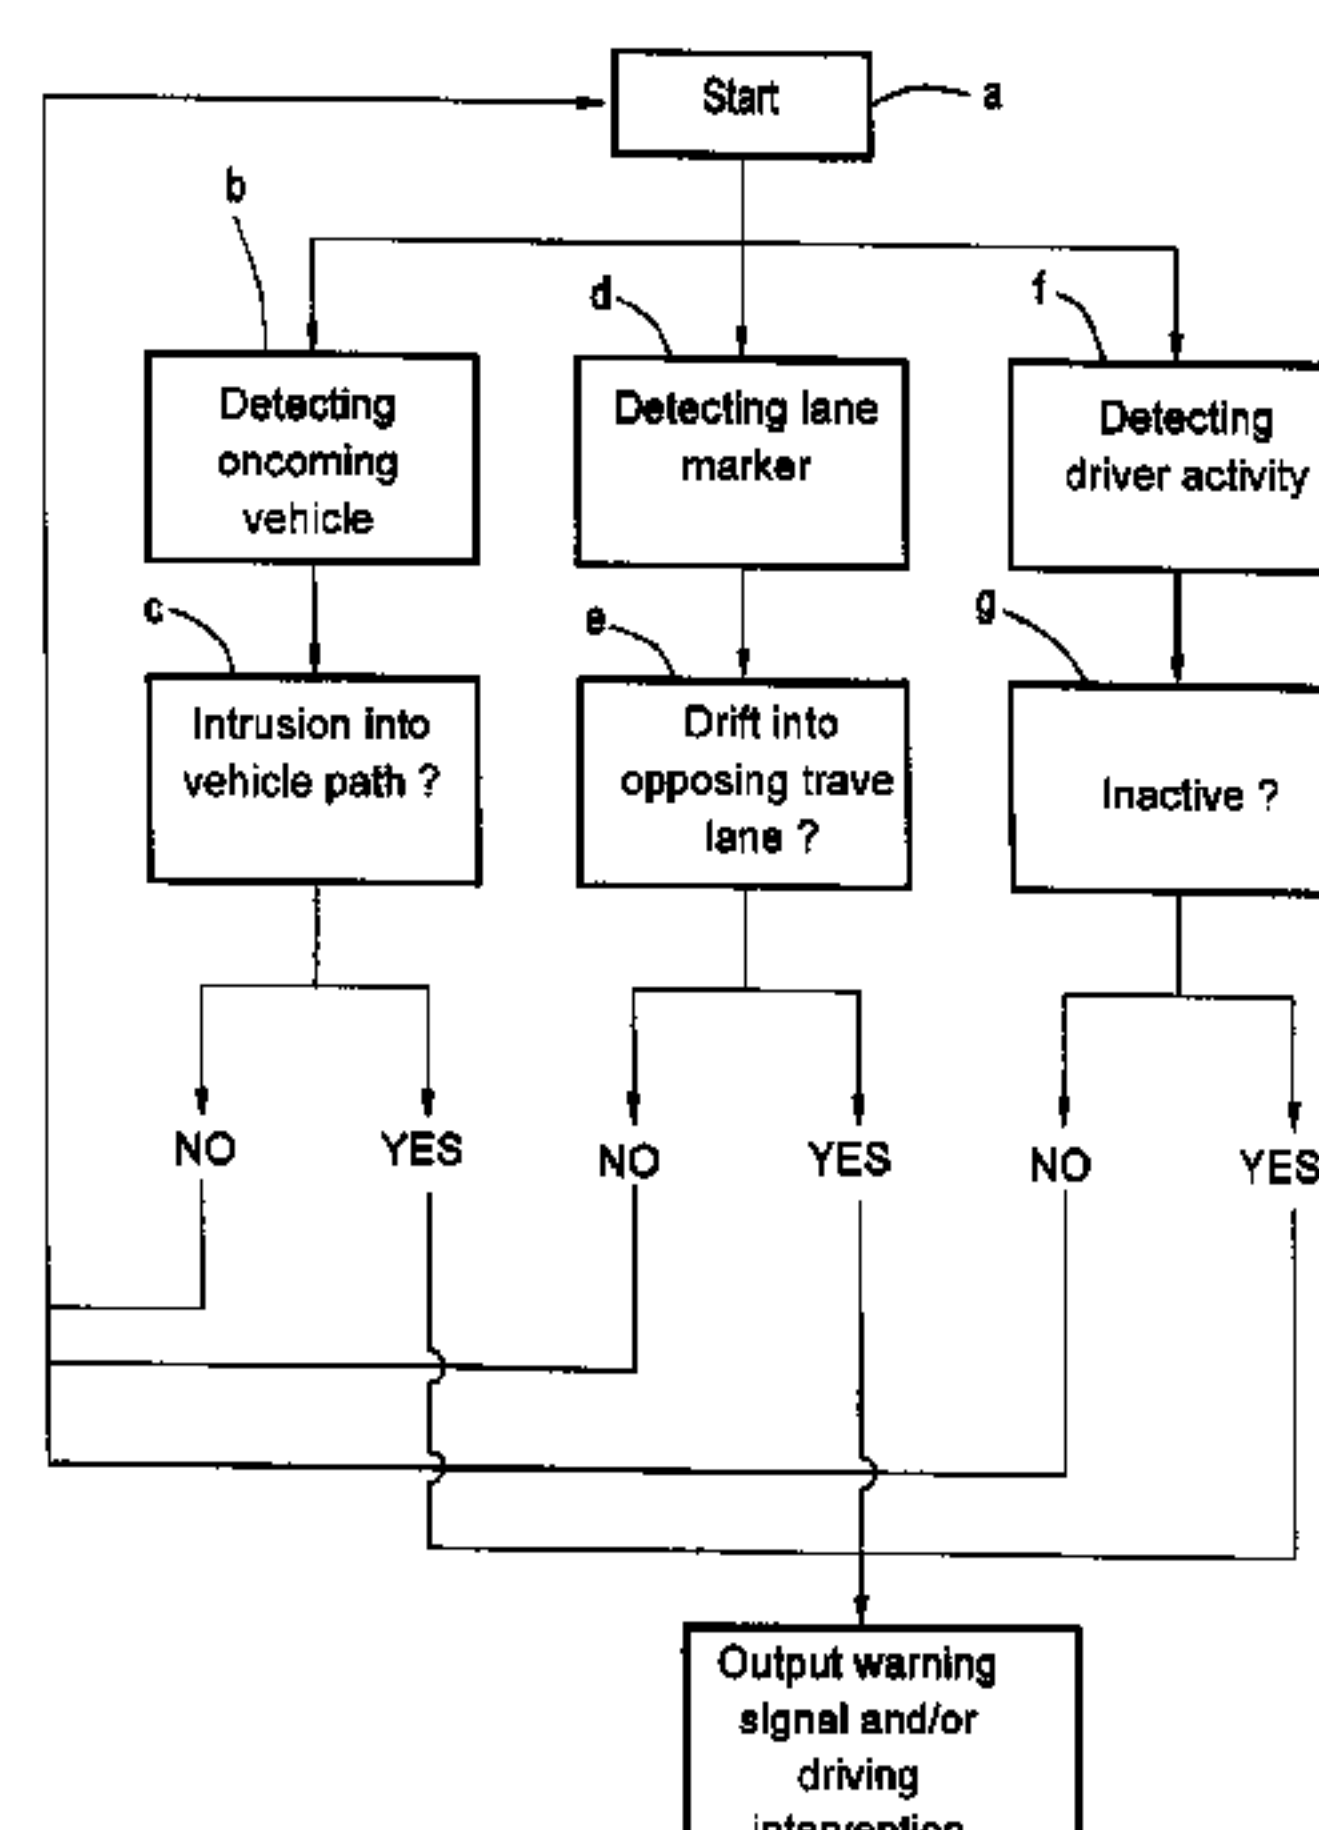 Start
a
b
d
f
Detecting
oncoming
vehicle
Detecting lane
marker
Detecting
driver activity
c
e
g
Intrusion into
vehicle path ?
Drift into
opposing trave
lane ?
Inactive ?
NO
YES
NO
YES
NO
YES
Output warning
signal and/or
driving
intervention